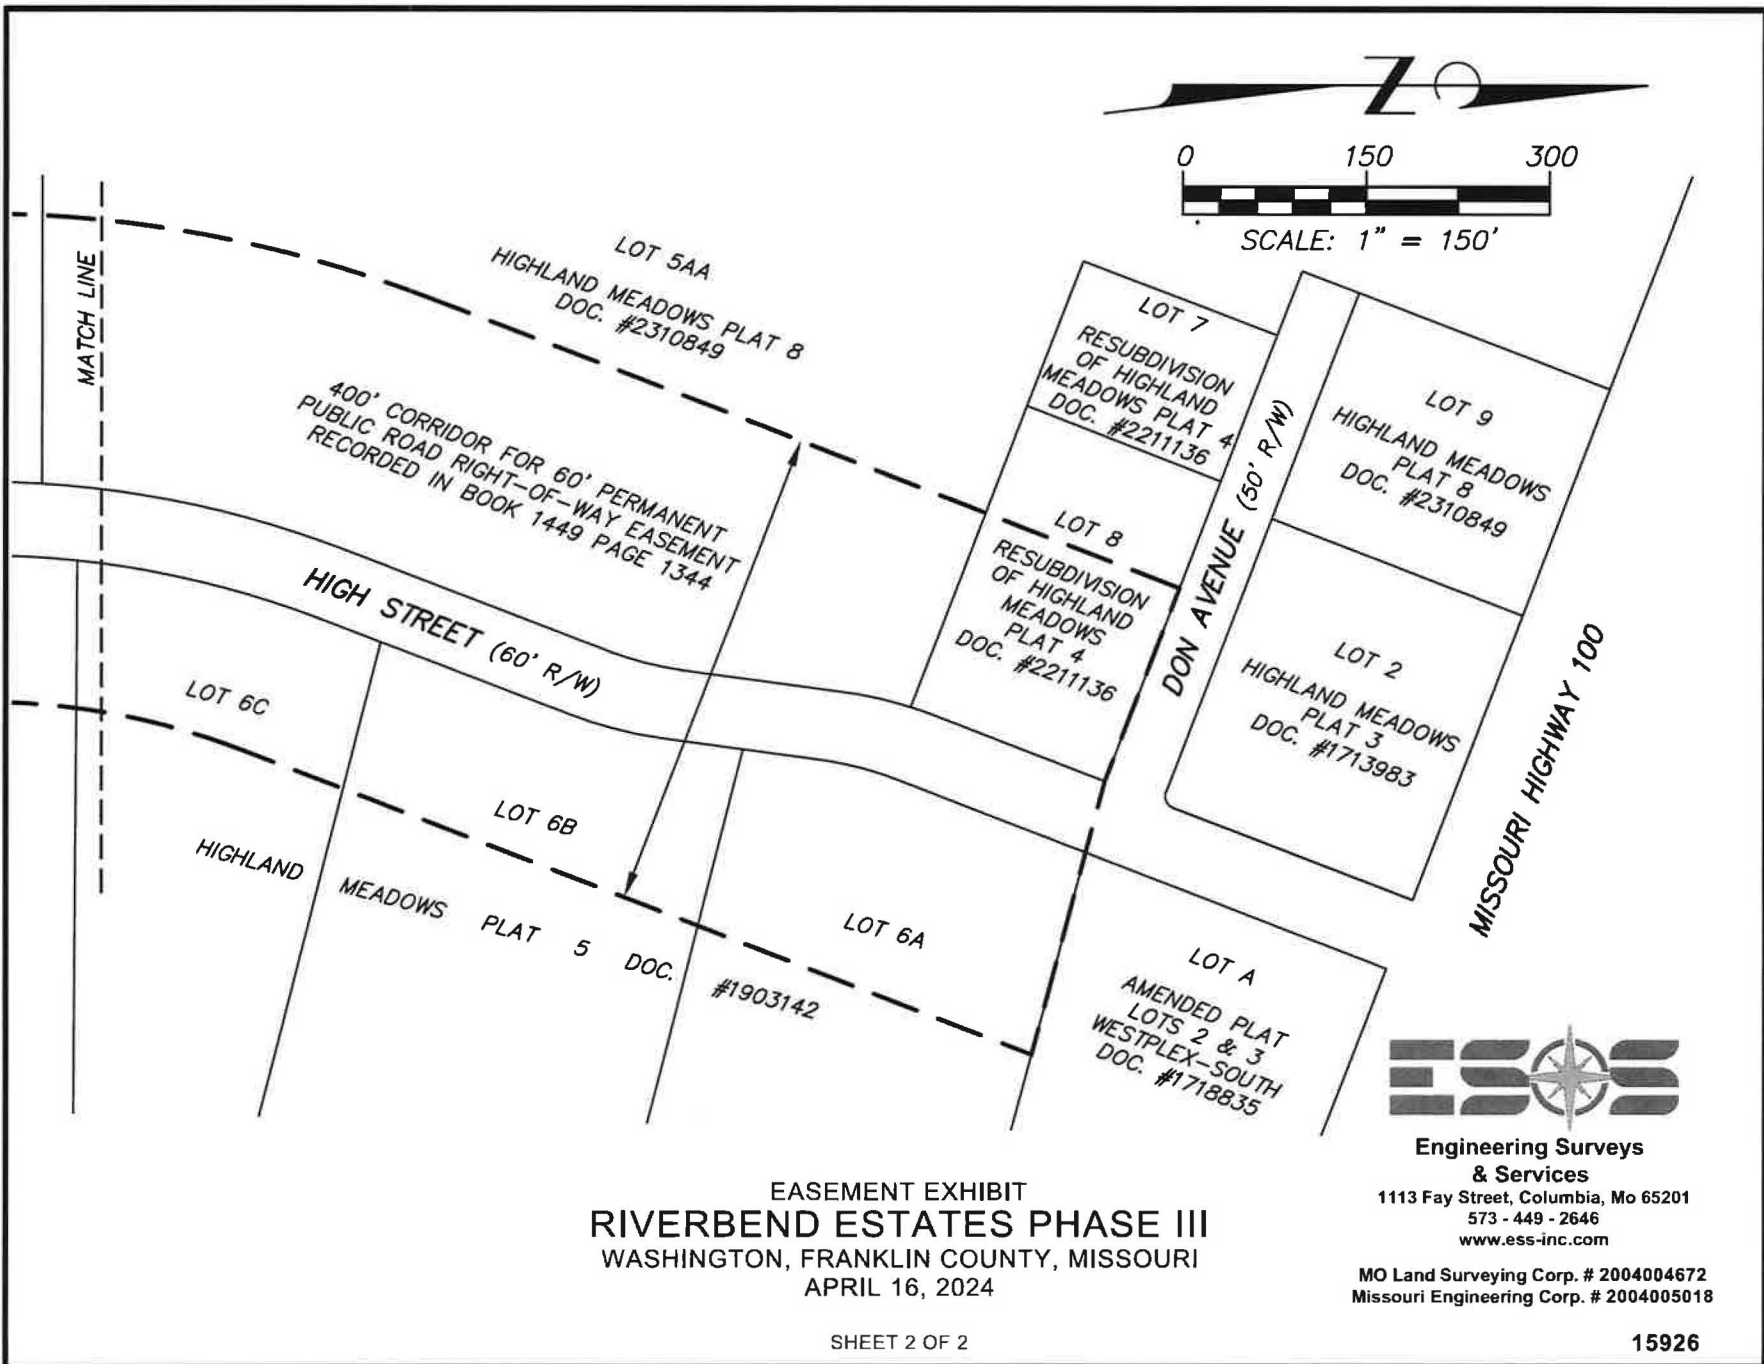 N
0 150 300
SCALE: 1" = 150'
MATCH LINE
LOT 5AA
HIGHLAND MEADOWS PLAT 8
DOC. #2310849
400' CORRIDOR FOR 60' PERMANENT
PUBLIC ROAD RIGHT-OF-WAY EASEMENT
RECORDED IN BOOK 1449 PAGE 1344
LOT 7
RESUBDIVISION
OF HIGHLAND
MEADOWS PLAT 4
DOC. #2211136
LOT 8
RESUBDIVISION
OF HIGHLAND
MEADOWS
PLAT 4
DOC. #2211136
DON AVENUE (50' R/W)
LOT 9
HIGHLAND MEADOWS
PLAT 8
DOC. #2310849
LOT 2
HIGHLAND MEADOWS
PLAT 3
DOC. #1713983
MISSOURI HIGHWAY 100
HIGH STREET (60' R/W)
LOT 6C
LOT 6B
LOT 6A
HIGHLAND MEADOWS PLAT 5 DOC. #1903142
LOT A
AMENDED PLAT
LOTS 2 & 3
WESTPLEX-SOUTH
DOC. #1718835
ESS
Engineering Surveys
& Services
1113 Fay Street, Columbia, Mo 65201
573 - 449 - 2646
www.ess-inc.com
MO Land Surveying Corp. # 2004004672
Missouri Engineering Corp. # 2004005018
EASEMENT EXHIBIT
RIVERBEND ESTATES PHASE III
WASHINGTON, FRANKLIN COUNTY, MISSOURI
APRIL 16, 2024
SHEET 2 OF 2
15926